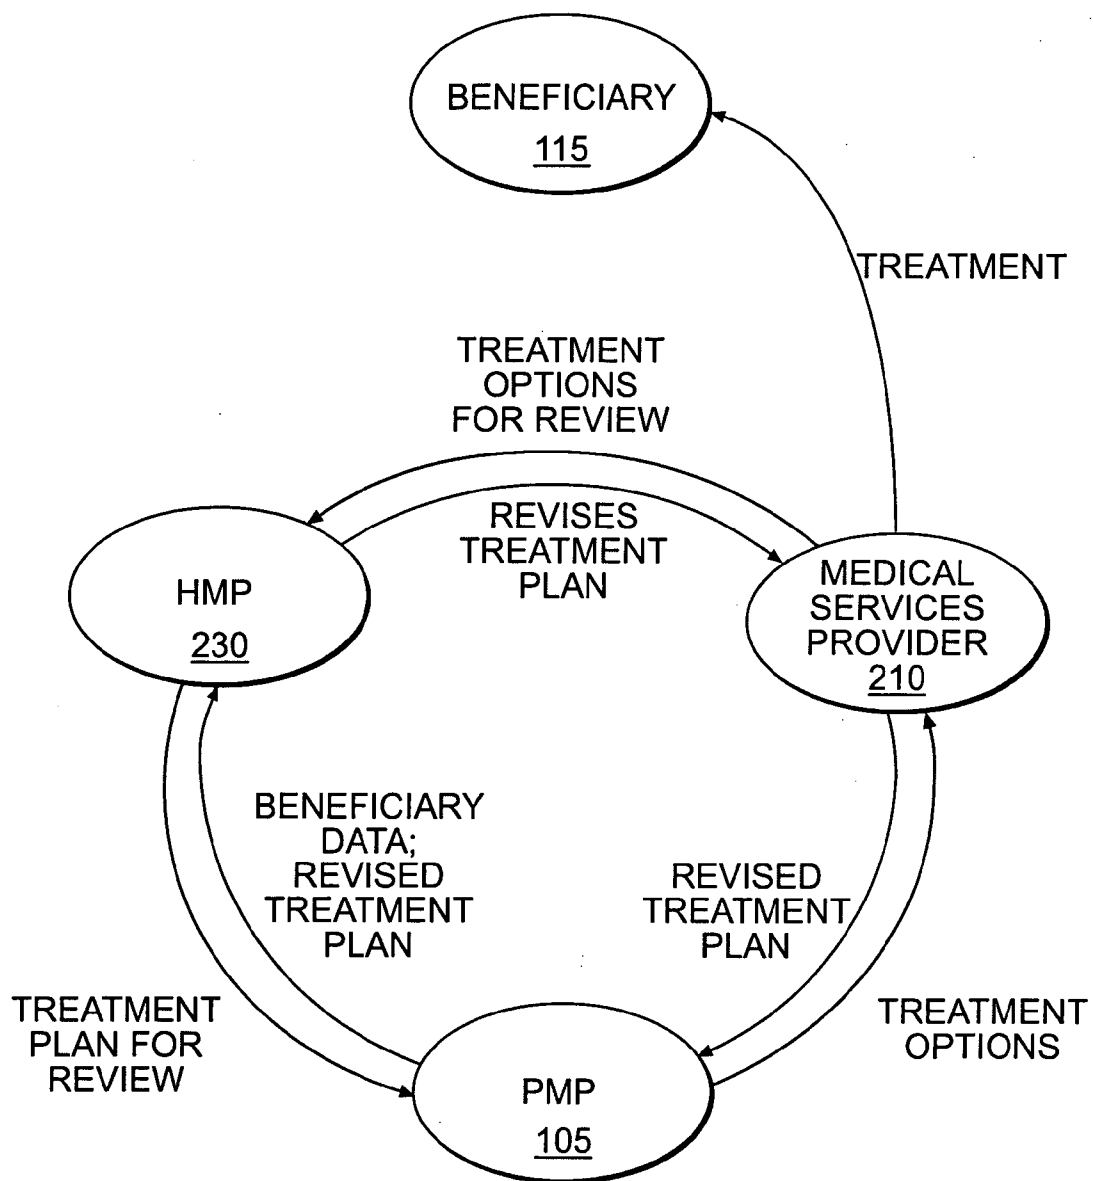 BENEFICIARY
115
TREATMENT
TREATMENT
OPTIONS
FOR REVIEW
REVISES
TREATMENT
PLAN
HMP
230
MEDICAL
SERVICES
PROVIDER
210
BENEFICIARY
DATA;
REVISED
TREATMENT
PLAN
REVISED
TREATMENT
PLAN
TREATMENT
PLAN FOR
REVIEW
TREATMENT
OPTIONS
PMP
105